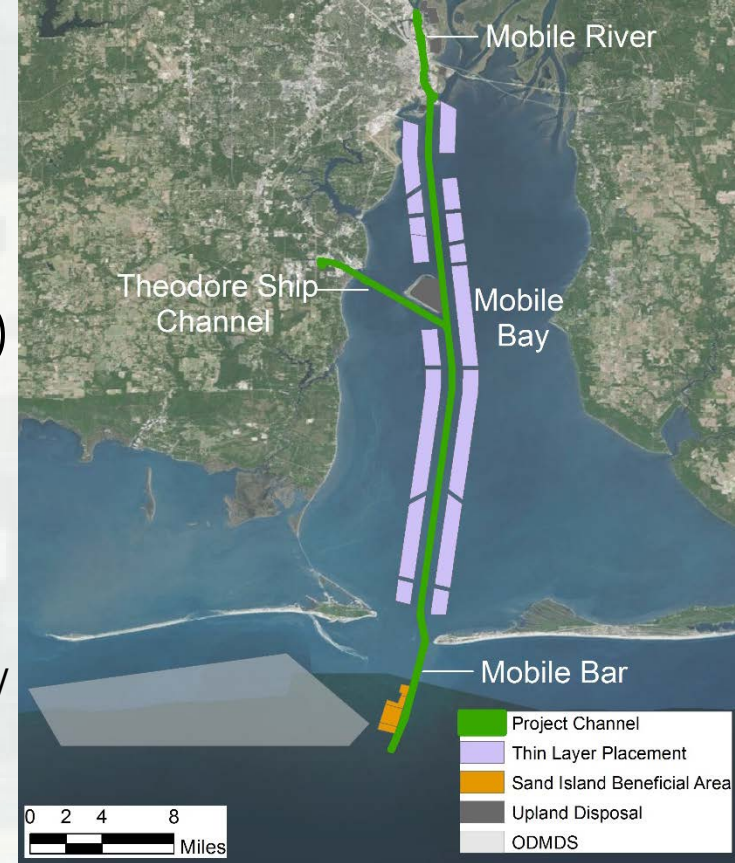 Mobile River
Theodore Ship
Channel
Mobile
Bay
)
y
Mobile Bar
Project Channel
Thin Layer Placement
Sand Island Beneficial Area
Upland Disposal
ODMDS
0 2 4 8
Miles